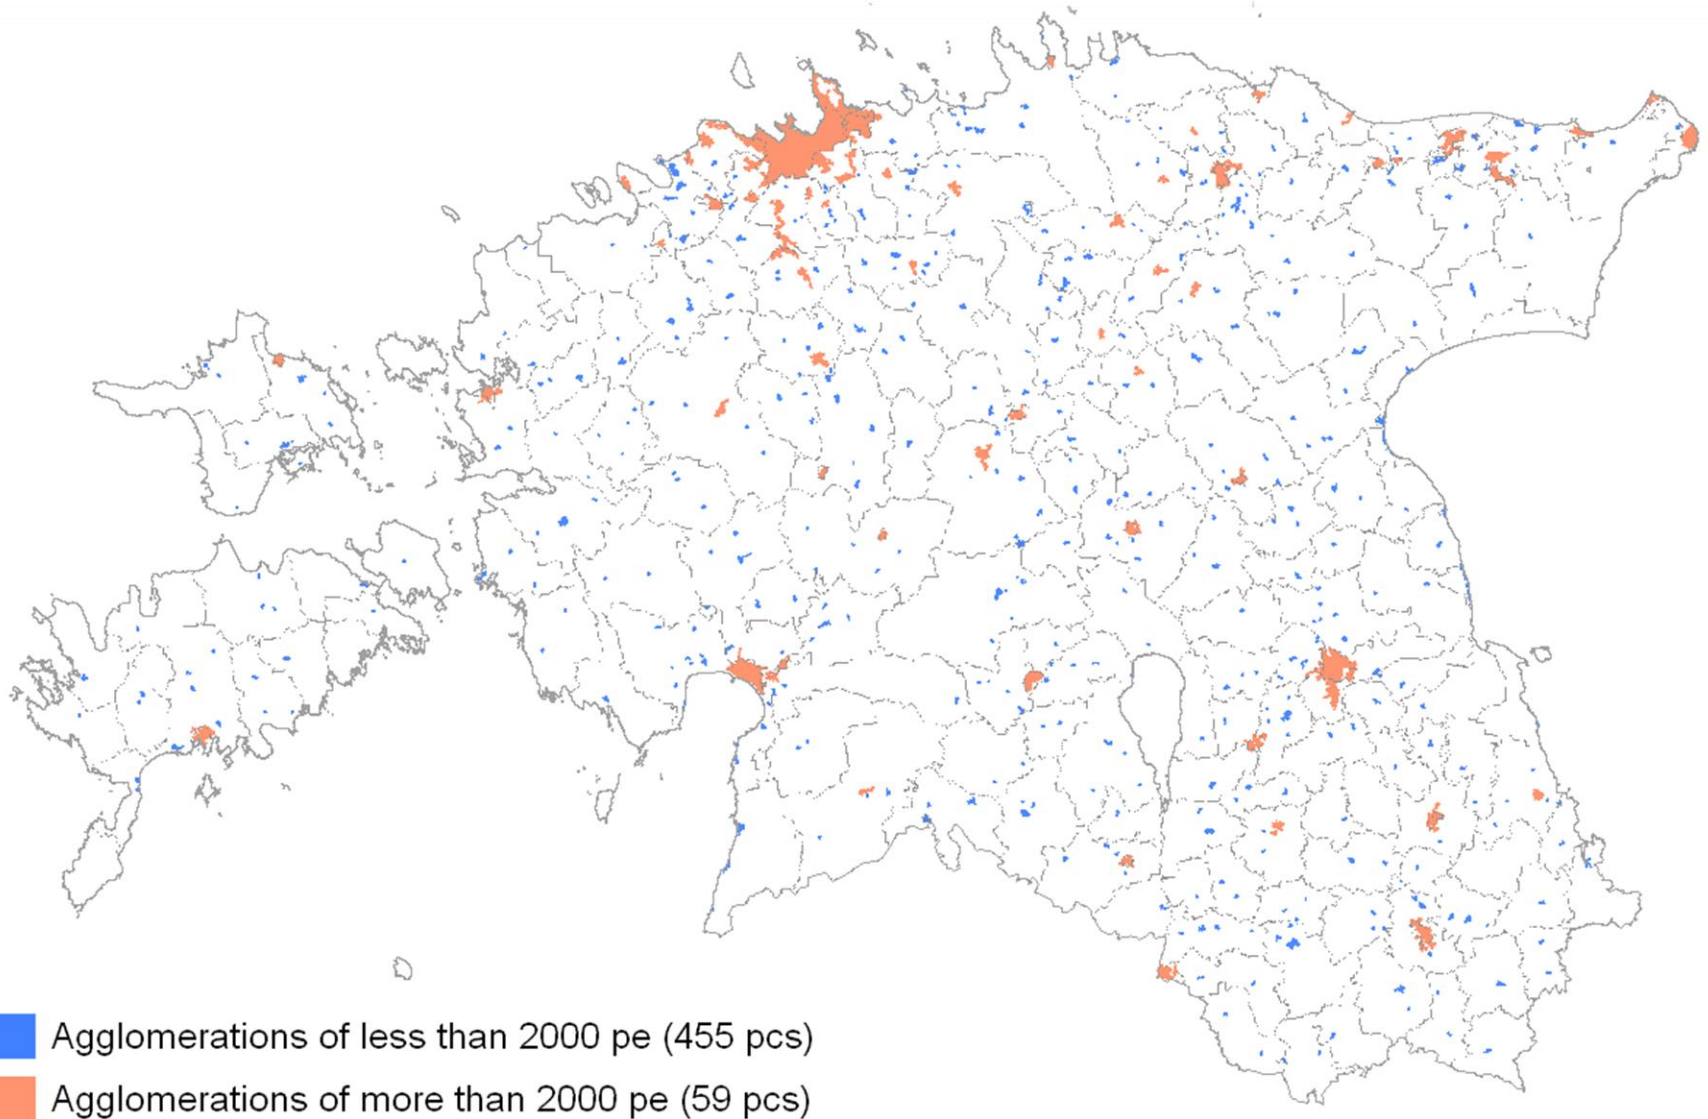 Agglomerations of less than 2000 pe (455 pcs)
Agglomerations of more than 2000 pe (59 pcs)